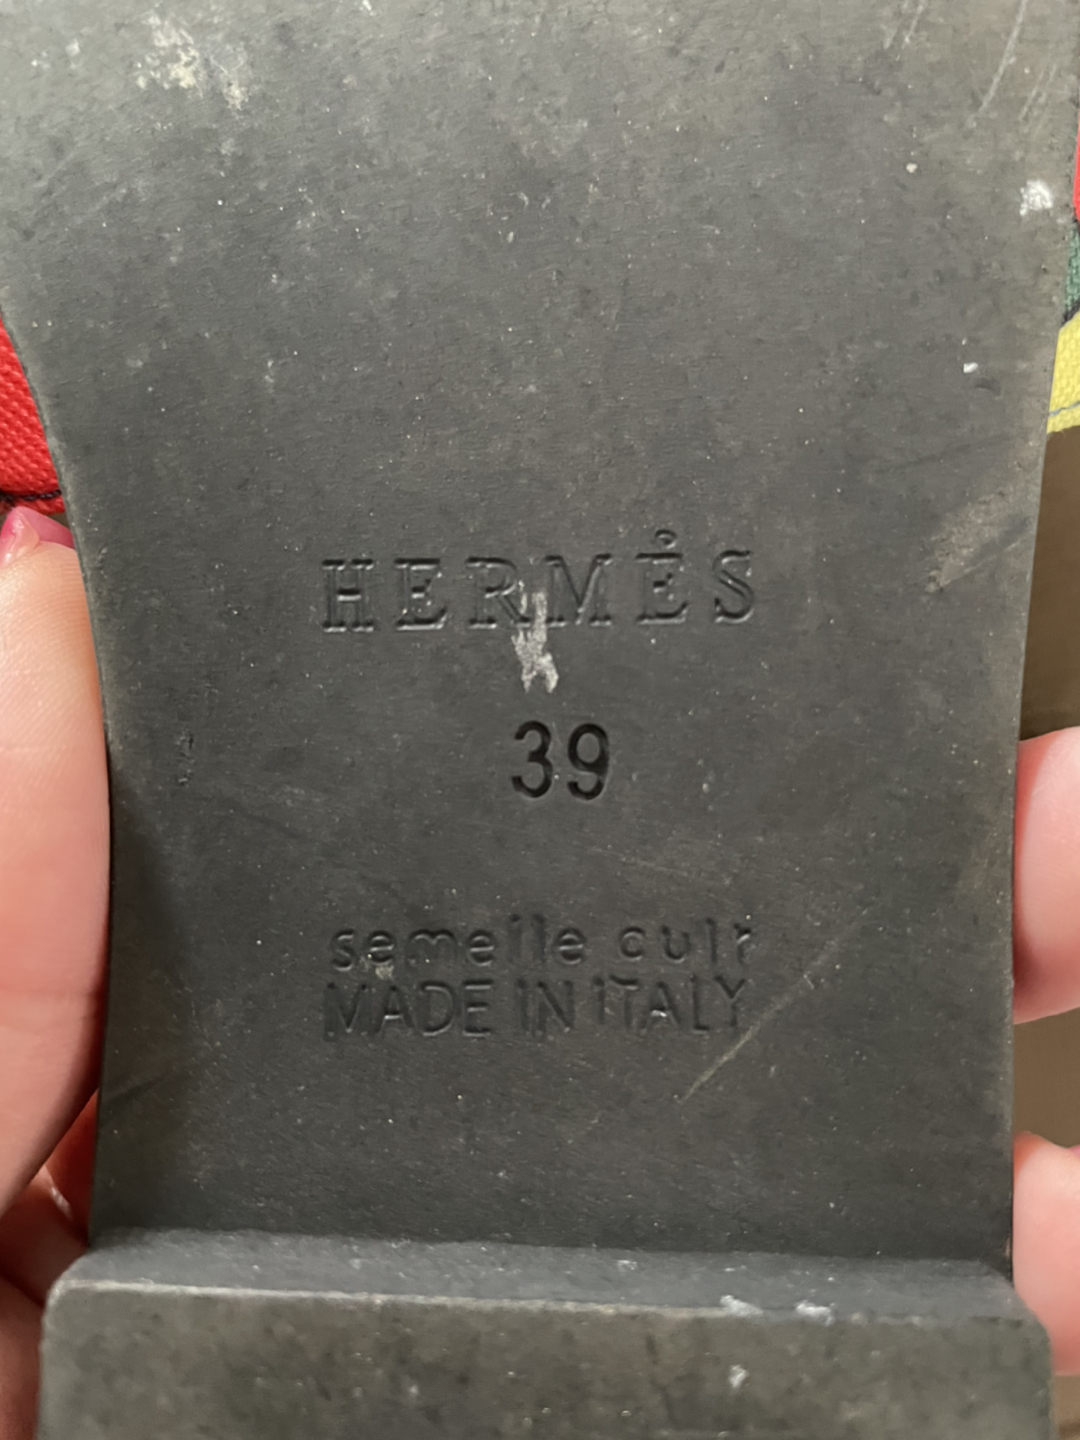 HERMÈS
39
semelle cuir
MADE IN ITALY